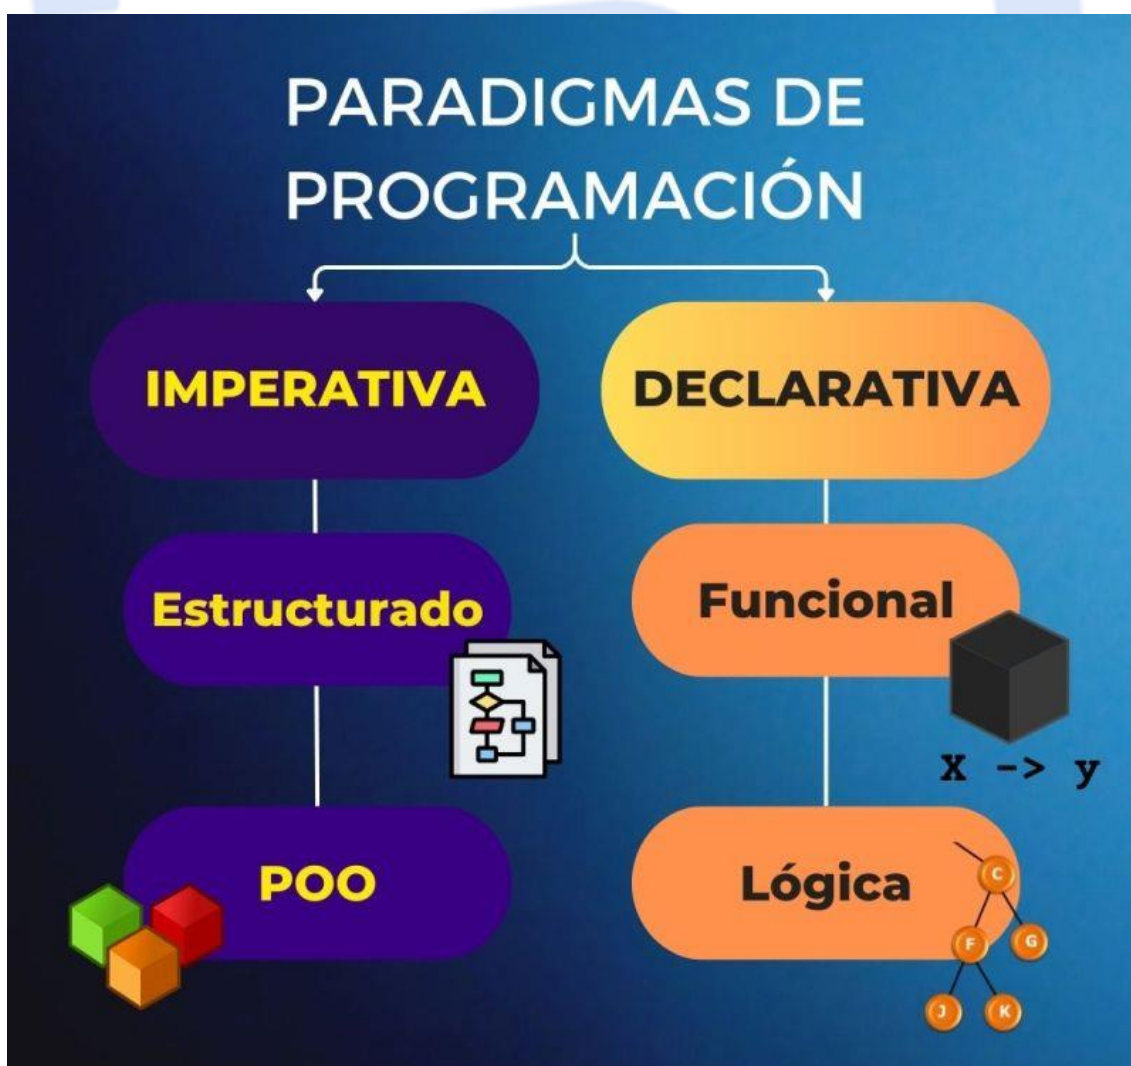 PARADIGMAS DE
PROGRAMACIÓN
IMPERATIVA
DECLARATIVA
Estructurado
Funcional
X -> y
POO
Lógica
C
F
G
J
K